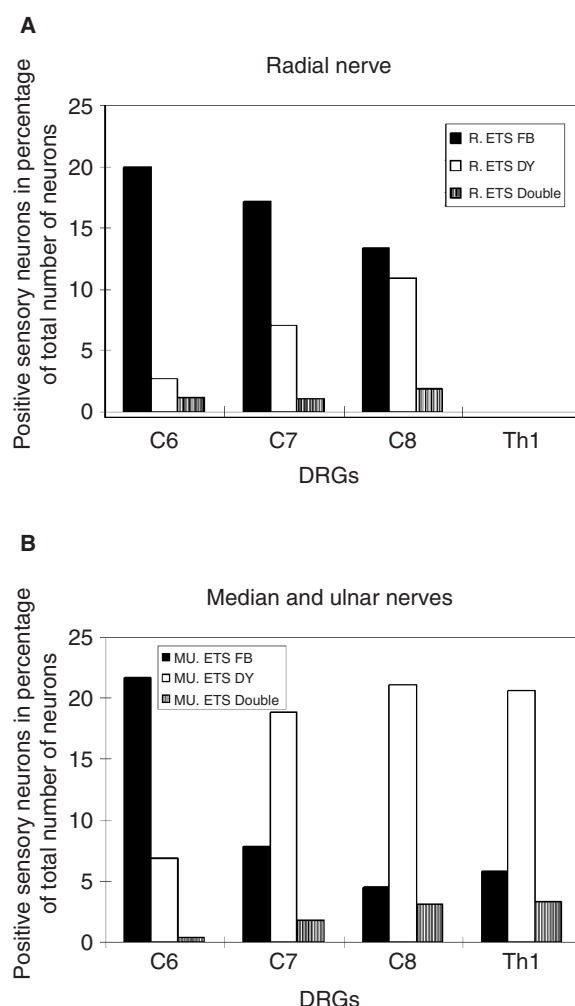 A
Radial nerve
Positive sensory neurons in percentage
of total number of neurons
25
20
15
10
5
0
R. ETS FB
R. ETS DY
R. ETS Double
C6 C7 C8 Th1
DRGs
B
Median and ulnar nerves
Positive sensory neurons in percentage
of total number of neurons
25
20
15
10
5
0
MU. ETS FB
MU. ETS DY
MU. ETS Double
C6 C7 C8 Th1
DRGs